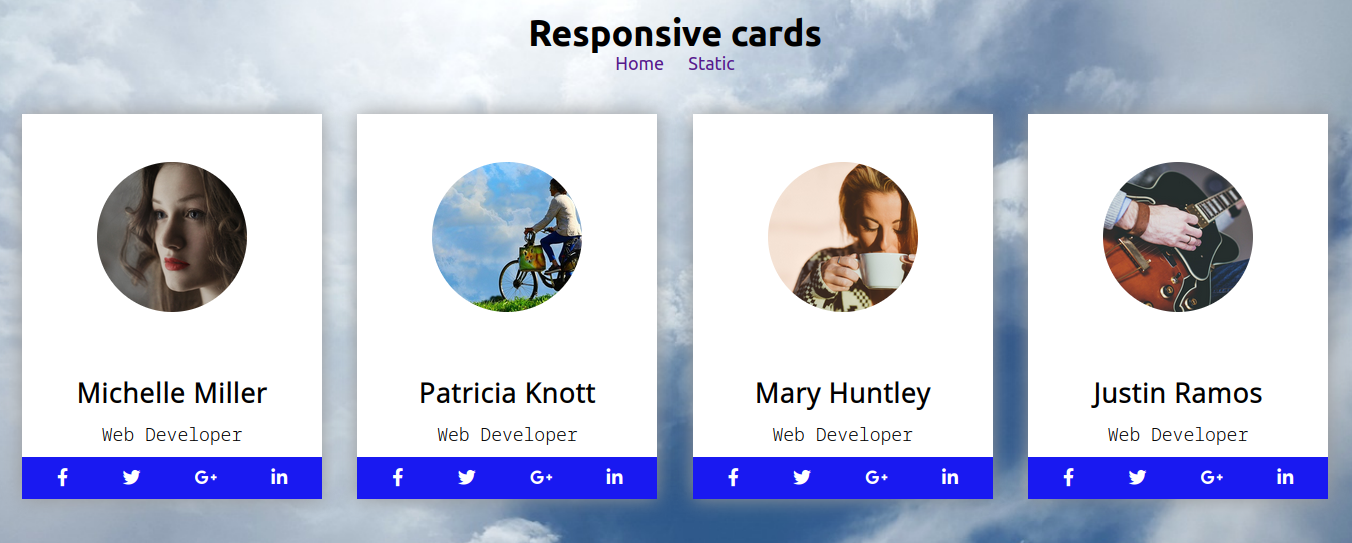 Responsive cards
Home Static
Michelle Miller
Patricia Knott
Mary Huntley
Justin Ramos
Web Developer
Web Developer
Web Developer
Web Developer
f G+ in
f G+ in
f G+ in
f G+ in